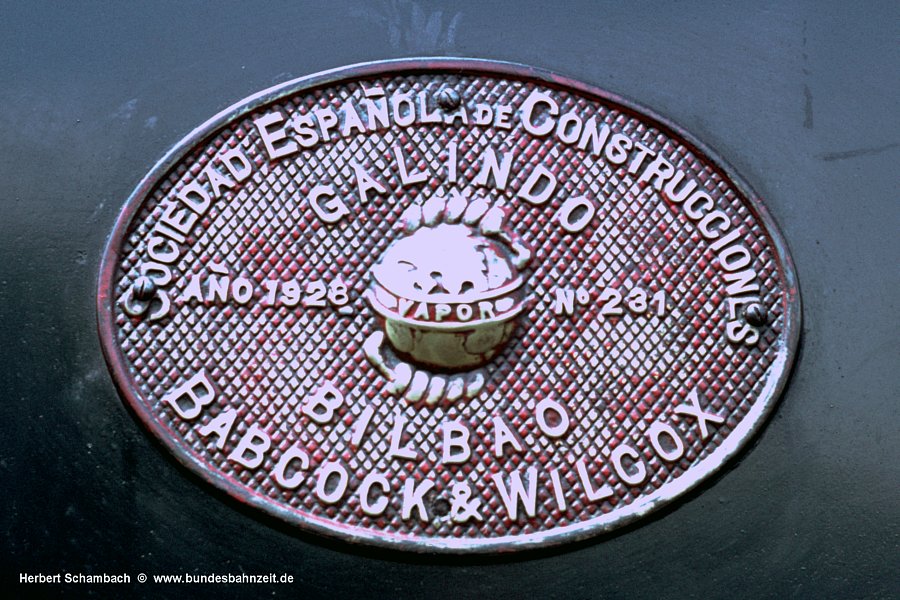 SOCIEDAD ESPAÑOLA DE CONSTRUCCIONES
GALINDO
AÑO 1928
VAPOR
Nº 231
BILBAO
BABCOCK & WILCOX
Herbert Schambach © www.bundesbahnzeit.de